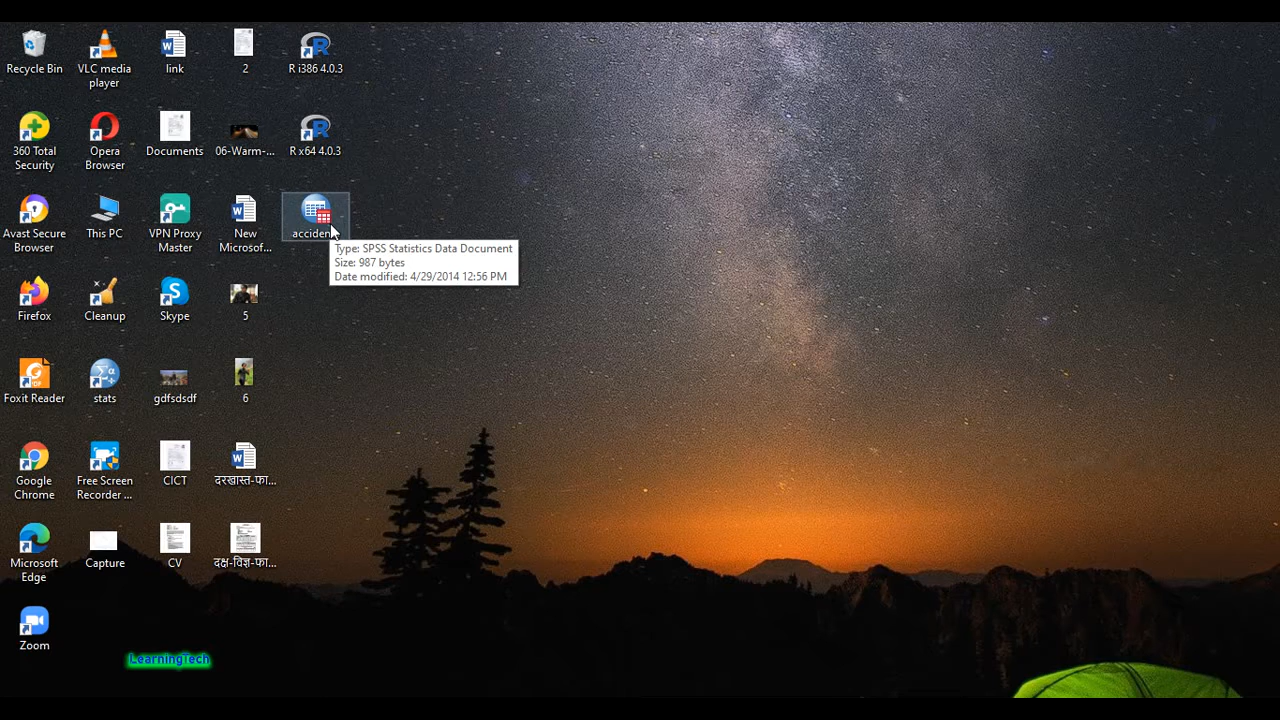 Recycle Bin
VLC media
player
link
2
R i386 4.0.3
360 Total
Security
Opera
Browser
Documents
06-Warm-...
R x64 4.0.3
Avast Secure
Browser
This PC
VPN Proxy
Master
New
Microsof...
Type: SPSS Statistics Data Document
Size: 987 bytes
Date modified: 4/29/2014 12:56 PM
Firefox
Cleanup
Skype
5
Foxit Reader
stats
gdfsdsdf
6
Google
Chrome
Free Screen
Recorder ...
CICT
दरखास्त-फा...
Microsoft
Edge
Capture
CV
दक्ष-विज्ञ-फा...
Zoom
LearningTech